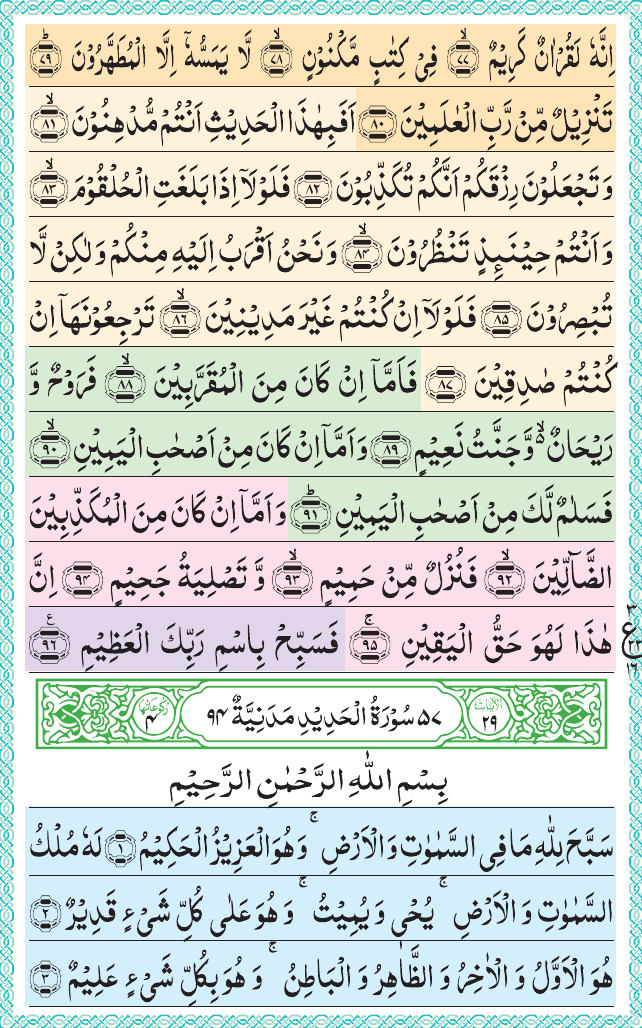 اِنَّهٗ لَقُرْاٰنٌ كَرِيْمٌ ۙ﴿۷۷﴾ فِىْ كِتٰبٍ مَّكْنُوْنٍ ۙ﴿۷۸﴾ لَّا يَمَسُّهٗۤ اِلَّا الْمُطَهَّرُوْنَ ؕ﴿۷۹﴾
تَنْزِيْلٌ مِّنْ رَّبِّ الْعٰلَمِيْنَ ﴿۸۰﴾ اَفَبِهٰذَا الْحَدِيْثِ اَنْتُمْ مُّدْهِنُوْنَ ۙ﴿۸۱﴾
وَ تَجْعَلُوْنَ رِزْقَكُمْ اَنَّكُمْ تُكَذِّبُوْنَ ﴿۸۲﴾ فَلَوْلَاۤ اِذَا بَلَغَتِ الْحُلْقُوْمَ ۙ﴿۸۳﴾
وَ اَنْتُمْ حِيْنَىِٕذٍ تَنْظُرُوْنَ ۙ﴿۸۴﴾ وَ نَحْنُ اَقْرَبُ اِلَيْهِ مِنْكُمْ وَ لٰكِنْ لَّا
تُبْصِرُوْنَ ﴿۸۵﴾ فَلَوْلَاۤ اِنْ كُنْتُمْ غَيْرَ مَدِيْنِيْنَ ۙ﴿۸۶﴾ تَرْجِعُوْنَهَاۤ اِنْ
كُنْتُمْ صٰدِقِيْنَ ﴿۸۷﴾ فَاَمَّاۤ اِنْ كَانَ مِنَ الْمُقَرَّبِيْنَ ۙ﴿۸۸﴾ فَرَوْحٌ وَّ
رَيْحَانٌ ۬ۙ وَّ جَنَّتُ نَعِيْمٍ ﴿۸۹﴾ وَ اَمَّاۤ اِنْ كَانَ مِنْ اَصْحٰبِ الْيَمِيْنِ ۙ﴿۹۰﴾
فَسَلٰمٌ لَّكَ مِنْ اَصْحٰبِ الْيَمِيْنِ ؕ﴿۹۱﴾ وَ اَمَّاۤ اِنْ كَانَ مِنَ الْمُكَذِّبِيْنَ
الضَّآلِّيْنَ ۙ﴿۹۲﴾ فَنُزُلٌ مِّنْ حَمِيْمٍ ۙ﴿۹۳﴾ وَّ تَصْلِيَةُ جَحِيْمٍ ﴿۹۴﴾ اِنَّ
هٰذَا لَهُوَ حَقُّ الْيَقِيْنِ ۚ﴿۹۵﴾ فَسَبِّحْ بِاسْمِ رَبِّكَ الْعَظِيْمِ ﴿۹۶﴾ ع
۳ ع ۲۲ ۱۶
اٰيَاتُهَا ۲۹ ۵۷ سُوْرَةُ الْحَدِيْدِ مَدَنِيَّةٌ ۹۴ رُكُوْعَاتُهَا ۴
بِسْمِ اللّٰهِ الرَّحْمٰنِ الرَّحِيْمِ
سَبَّحَ لِلّٰهِ مَا فِى السَّمٰوٰتِ وَ الْاَرْضِ ۚ وَ هُوَ الْعَزِيْزُ الْحَكِيْمُ ﴿۱﴾ لَهٗ مُلْكُ
السَّمٰوٰتِ وَ الْاَرْضِ ۚ يُحْىٖ وَ يُمِيْتُ ۚ وَ هُوَ عَلٰى كُلِّ شَىْءٍ قَدِيْرٌ ﴿۲﴾
هُوَ الْاَوَّلُ وَ الْاٰخِرُ وَ الظَّاهِرُ وَ الْبَاطِنُ ۚ وَ هُوَ بِكُلِّ شَىْءٍ عَلِيْمٌ ﴿۳﴾